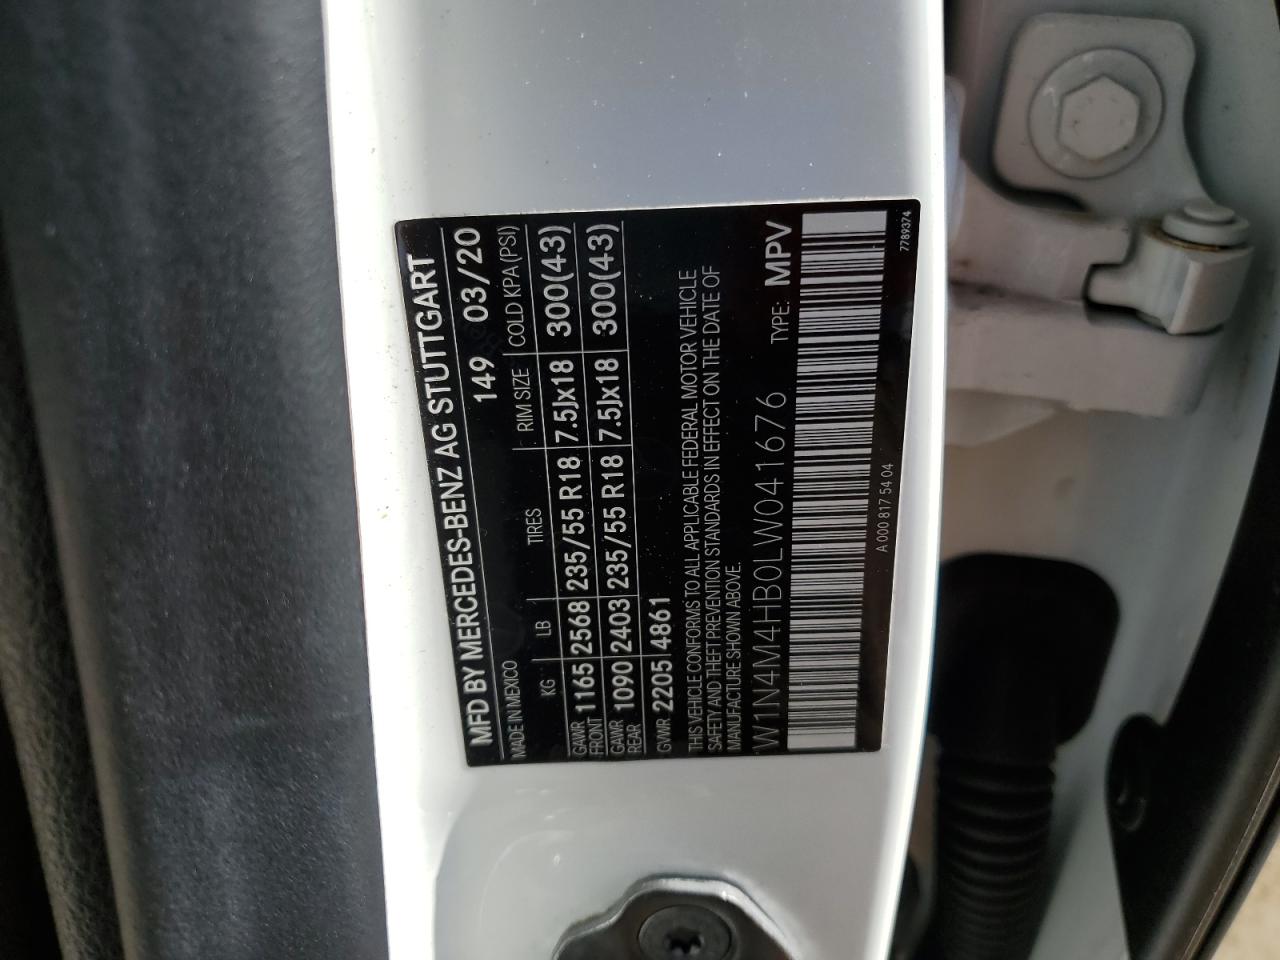 MFD BY MERCEDES-BENZ AG STUTTGART
MADE IN MEXICO 149 03/20
KG LB TIRES RIM SIZE COLD KPA(PSI)
GAWR FRONT 1165 2568 235/55 R18 7.5Jx18 300(43)
GAWR REAR 1090 2403 235/55 R18 7.5Jx18 300(43)
GVWR 2205 4861
THIS VEHICLE CONFORMS TO ALL APPLICABLE FEDERAL MOTOR VEHICLE
SAFETY AND THEFT PREVENTION STANDARDS IN EFFECT ON THE DATE OF
MANUFACTURE SHOWN ABOVE.
W1N4M4HB0LW041676 TYPE: MPV
A 000 817 54 04 7789374